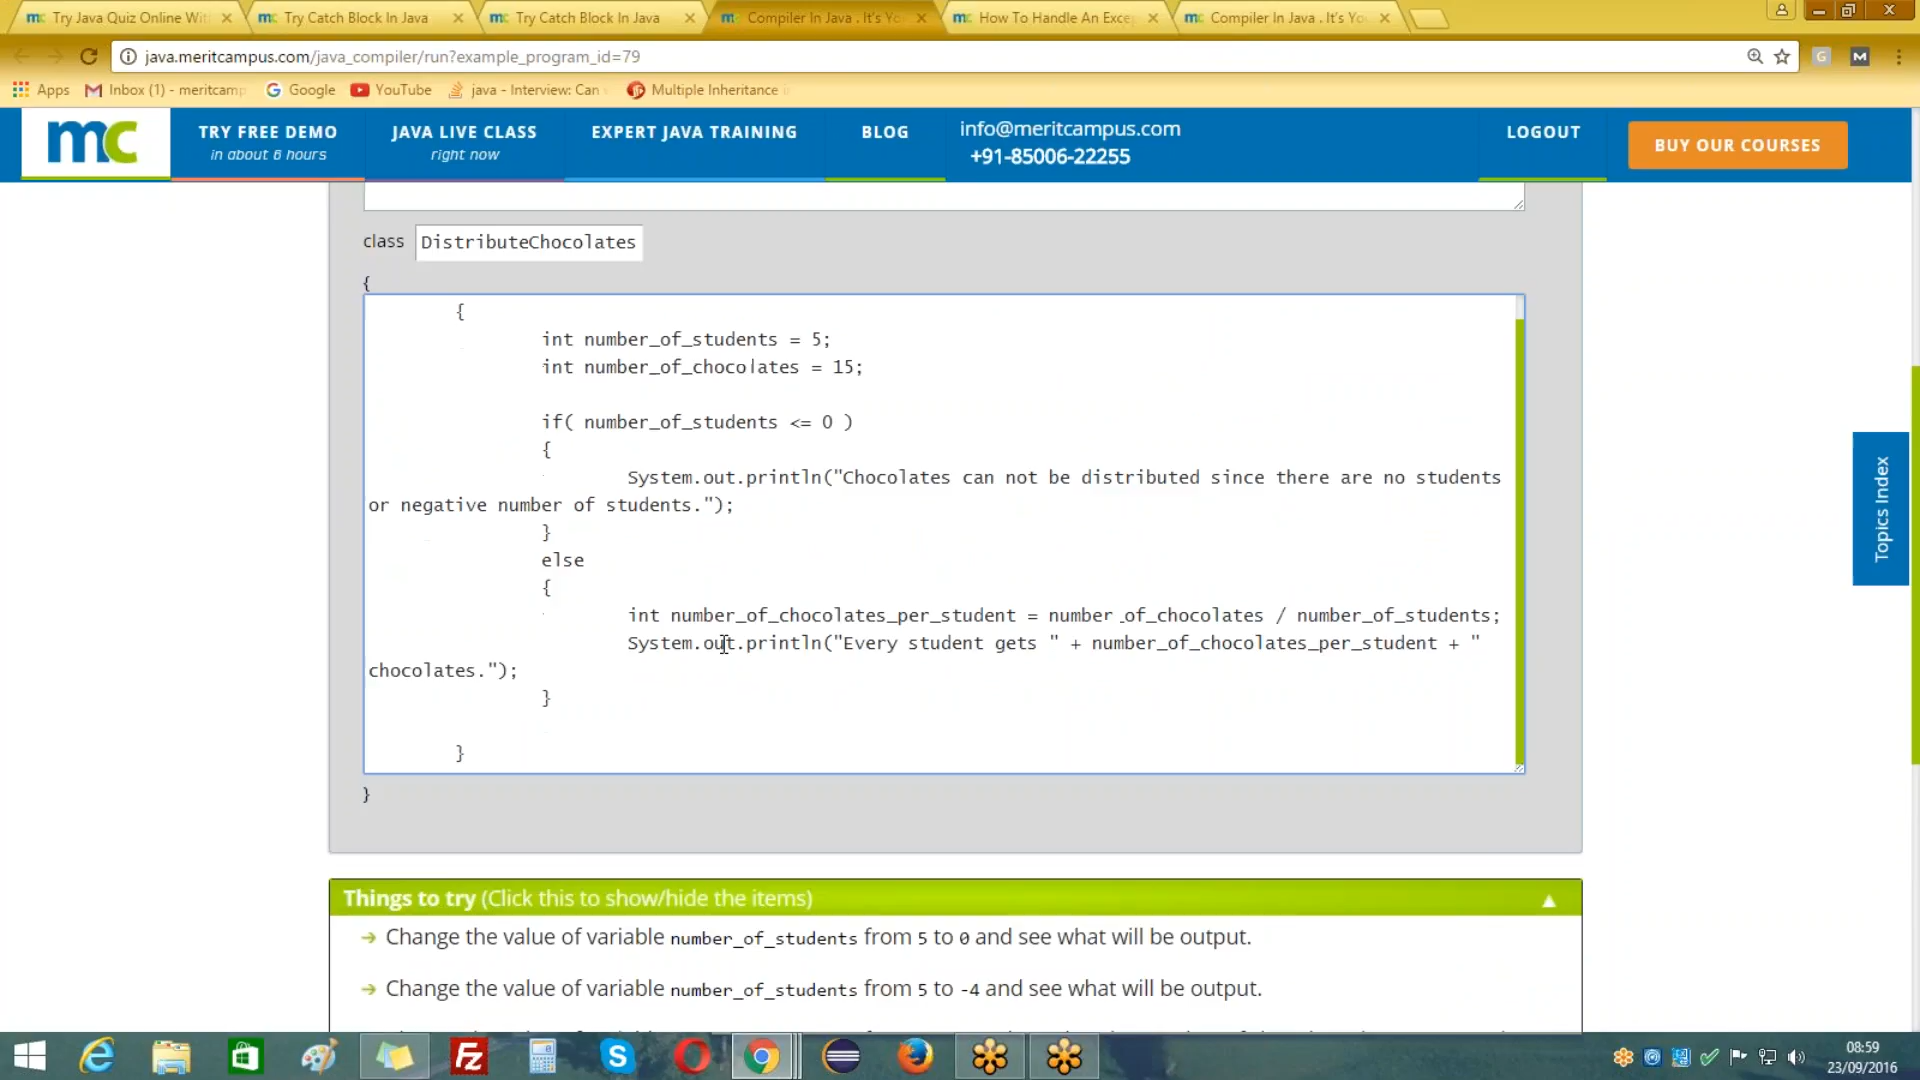 Try Java Quiz Online Wit
Try Catch Block In Java
Try Catch Block In Java
Compiler In Java . It's Yo
How To Handle An Exce
Compiler In Java . It's Yo
java.meritcampus.com/java_compiler/run?example_program_id=79
Apps
Inbox (1) - meritcamp
Google
YouTube
java - Interview: Can
Multiple Inheritance i
mc
TRY FREE DEMO
in about 6 hours
JAVA LIVE CLASS
right now
EXPERT JAVA TRAINING
BLOG
info@meritcampus.com
+91-85006-22255
LOGOUT
BUY OUR COURSES
class DistributeChocolates
{
{
int number_of_students = 5;
int number_of_chocolates = 15;
if( number_of_students <= 0 )
{
System.out.println("Chocolates can not be distributed since there are no students
or negative number of students.");
}
else
{
int number_of_chocolates_per_student = number_of_chocolates / number_of_students;
System.out.println("Every student gets " + number_of_chocolates_per_student + "
chocolates.");
}
}
}
Topics Index
Things to try (Click this to show/hide the items)
Change the value of variable number_of_students from 5 to 0 and see what will be output.
Change the value of variable number_of_students from 5 to -4 and see what will be output.
08:59
23/09/2016